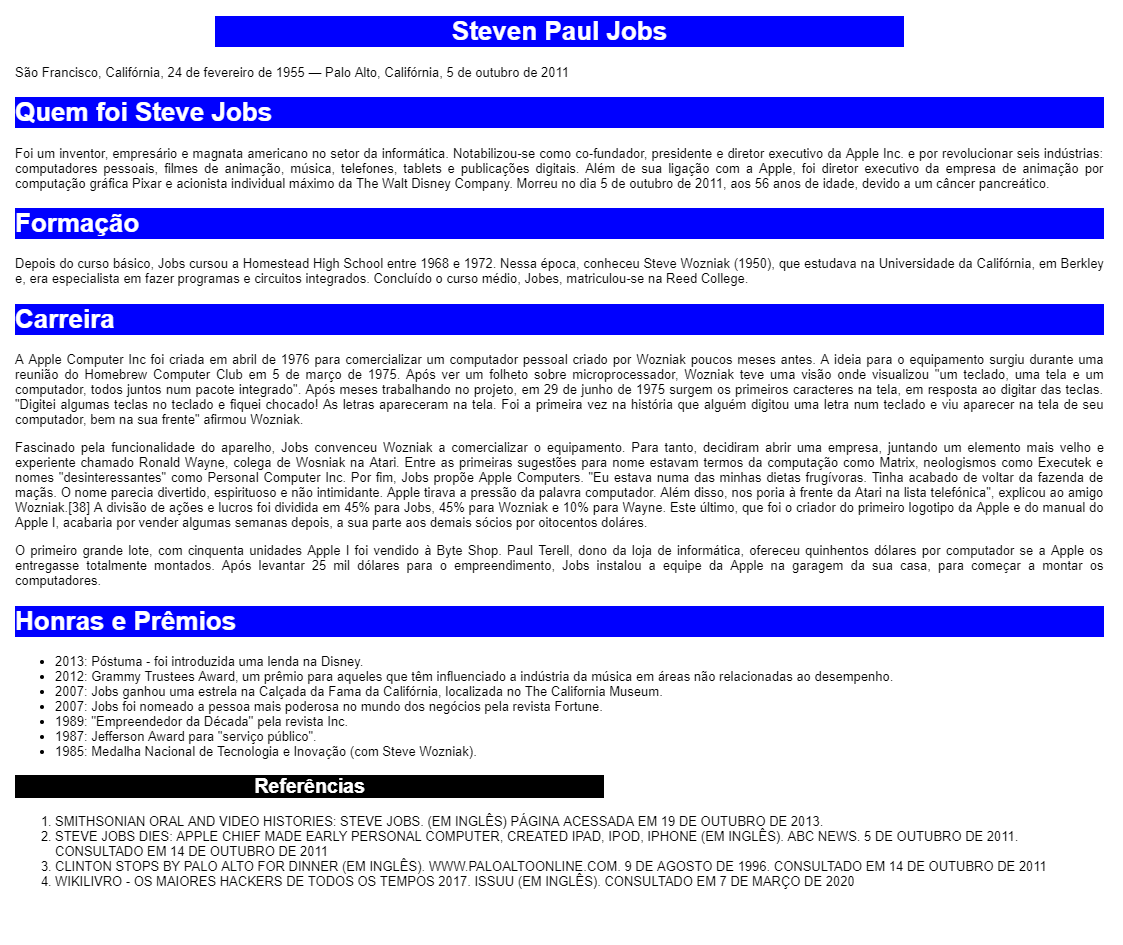 Steven Paul Jobs
São Francisco, Califórnia, 24 de fevereiro de 1955 — Palo Alto, Califórnia, 5 de outubro de 2011
Quem foi Steve Jobs
Foi um inventor, empresário e magnata americano no setor da informática. Notabilizou-se como co-fundador, presidente e diretor executivo da Apple Inc. e por revolucionar seis indústrias:
computadores pessoais, filmes de animação, música, telefones, tablets e publicações digitais. Além de sua ligação com a Apple, foi diretor executivo da empresa de animação por
computação gráfica Pixar e acionista individual máximo da The Walt Disney Company. Morreu no dia 5 de outubro de 2011, aos 56 anos de idade, devido a um câncer pancreático.
Formação
Depois do curso básico, Jobs cursou a Homestead High School entre 1968 e 1972. Nessa época, conheceu Steve Wozniak (1950), que estudava na Universidade da Califórnia, em Berkley
e, era especialista em fazer programas e circuitos integrados. Concluído o curso médio, Jobes, matriculou-se na Reed College.
Carreira
A Apple Computer Inc foi criada em abril de 1976 para comercializar um computador pessoal criado por Wozniak poucos meses antes. A ideia para o equipamento surgiu durante uma
reunião do Homebrew Computer Club em 5 de março de 1975. Após ver um folheto sobre microprocessador, Wozniak teve uma visão onde visualizou "um teclado, uma tela e um
computador, todos juntos num pacote integrado". Após meses trabalhando no projeto, em 29 de junho de 1975 surgem os primeiros caracteres na tela, em resposta ao digitar das teclas.
"Digitei algumas teclas no teclado e fiquei chocado! As letras apareceram na tela. Foi a primeira vez na história que alguém digitou uma letra num teclado e viu aparecer na tela de seu
computador, bem na sua frente" afirmou Wozniak.
Fascinado pela funcionalidade do aparelho, Jobs convenceu Wozniak a comercializar o equipamento. Para tanto, decidiram abrir uma empresa, juntando um elemento mais velho e
experiente chamado Ronald Wayne, colega de Wosniak na Atari. Entre as primeiras sugestões para nome estavam termos da computação como Matrix, neologismos como Executek e
nomes "desinteressantes" como Personal Computer Inc. Por fim, Jobs propõe Apple Computers. "Eu estava numa das minhas dietas frugívoras. Tinha acabado de voltar da fazenda de
maçãs. O nome parecia divertido, espirituoso e não intimidante. Apple tirava a pressão da palavra computador. Além disso, nos poria à frente da Atari na lista telefónica", explicou ao amigo
Wozniak.[38] A divisão de ações e lucros foi dividida em 45% para Jobs, 45% para Wozniak e 10% para Wayne. Este último, que foi o criador do primeiro logotipo da Apple e do manual do
Apple I, acabaria por vender algumas semanas depois, a sua parte aos demais sócios por oitocentos doláres.
O primeiro grande lote, com cinquenta unidades Apple I foi vendido à Byte Shop. Paul Terell, dono da loja de informática, ofereceu quinhentos dólares por computador se a Apple os
entregasse totalmente montados. Após levantar 25 mil dólares para o empreendimento, Jobs instalou a equipe da Apple na garagem da sua casa, para começar a montar os
computadores.
Honras e Prêmios
• 2013: Póstuma - foi introduzida uma lenda na Disney.
• 2012: Grammy Trustees Award, um prêmio para aqueles que têm influenciado a indústria da música em áreas não relacionadas ao desempenho.
• 2007: Jobs ganhou uma estrela na Calçada da Fama da Califórnia, localizada no The California Museum.
• 2007: Jobs foi nomeado a pessoa mais poderosa no mundo dos negócios pela revista Fortune.
• 1989: "Empreendedor da Década" pela revista Inc.
• 1987: Jefferson Award para "serviço público".
• 1985: Medalha Nacional de Tecnologia e Inovação (com Steve Wozniak).
Referências
1. SMITHSONIAN ORAL AND VIDEO HISTORIES: STEVE JOBS. (EM INGLÊS) PÁGINA ACESSADA EM 19 DE OUTUBRO DE 2013.
2. STEVE JOBS DIES: APPLE CHIEF MADE EARLY PERSONAL COMPUTER, CREATED IPAD, IPOD, IPHONE (EM INGLÊS). ABC NEWS. 5 DE OUTUBRO DE 2011.
CONSULTADO EM 14 DE OUTUBRO DE 2011
3. CLINTON STOPS BY PALO ALTO FOR DINNER (EM INGLÊS). WWW.PALOALTOONLINE.COM. 9 DE AGOSTO DE 1996. CONSULTADO EM 14 DE OUTUBRO DE 2011
4. WIKILIVRO - OS MAIORES HACKERS DE TODOS OS TEMPOS 2017. ISSUU (EM INGLÊS). CONSULTADO EM 7 DE MARÇO DE 2020